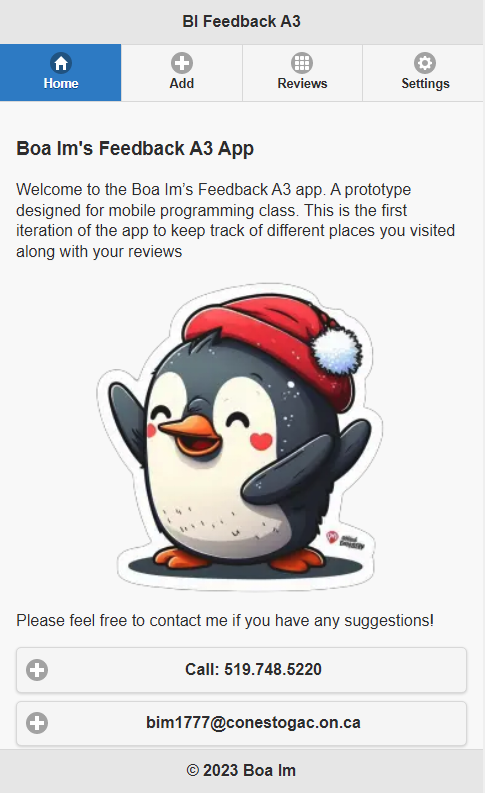 BI Feedback A3
Home
Add
Reviews
Settings
Boa Im's Feedback A3 App
Welcome to the Boa Im’s Feedback A3 app. A prototype
designed for mobile programming class. This is the first
iteration of the app to keep track of different places you visited
along with your reviews
Please feel free to contact me if you have any suggestions!
Call: 519.748.5220
bim1777@conestogac.on.ca
© 2023 Boa Im